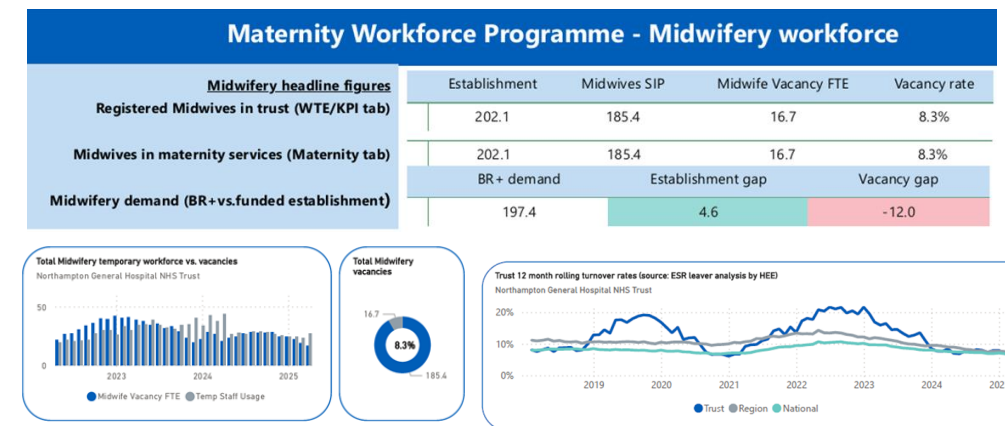 Maternity Workforce Programme - Midwifery workforce
Midwifery headline figures
Establishment Midwives SIP Midwife Vacancy FTE Vacancy rate
Registered Midwives in trust (WTE/KPI tab)
202.1 185.4 16.7 8.3%
Midwives in maternity services (Maternity tab)
202.1 185.4 16.7 8.3%
BR+ demand Establishment gap Vacancy gap
Midwifery demand (BR+vs.funded establishment)
197.4 4.6 -12.0
Total Midwifery temporary workforce vs. vacancies
Northampton General Hospital NHS Trust
50
0
2023 2024 2025
Midwife Vacancy FTE Temp Staff Usage
Total Midwifery
vacancies
16.7
8.3%
185.4
Trust 12 month rolling turnover rates (source: ESR leaver analysis by HEE)
Northampton General Hospital NHS Trust
20%
10%
0%
2019 2020 2021 2022 2023 2024
Trust Region National